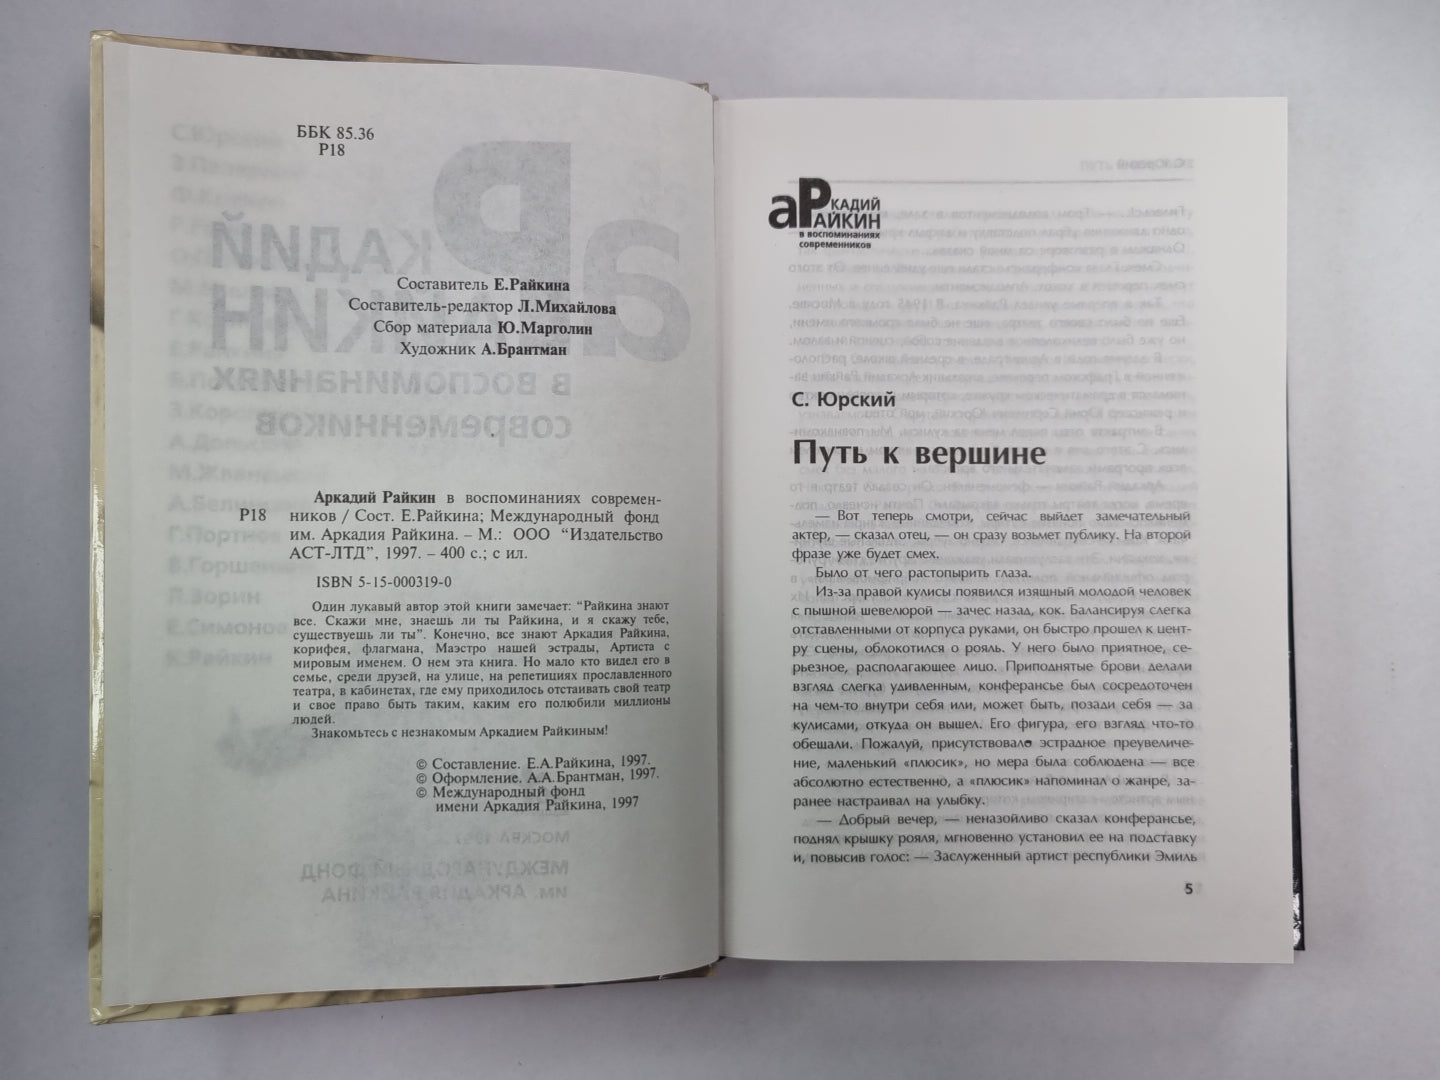 ББК 85.36
Р18
Составитель Е.Райкина
Составитель-редактор Л.Михайлова
Сбор материала Ю.Марголин
Художник А.Брантман
Аркадий Райкин в воспоминаниях современ-
Р18 ников / Сост. Е.Райкина; Международный фонд
им. Аркадия Райкина. – М.: ООО “Издательство
АСТ-ЛТД”, 1997. – 400 с.; с ил.
ISBN 5-15-000319-0
Один лукавый автор этой книги замечает: “Райкина знают
все. Скажи мне, знаешь ли ты Райкина, и я скажу тебе,
существуешь ли ты”. Конечно, все знают Аркадия Райкина,
корифея, флагмана, Маэстро нашей эстрады, Артиста с
мировым именем. О нем эта книга. Но мало кто видел его в
семье, среди друзей, на улице, на репетициях прославленного
театра, в кабинетах, где ему приходилось отстаивать свой театр
и свое право быть таким, каким его полюбили миллионы
людей.
Знакомьтесь с незнакомым Аркадием Райкиным!
© Составление. Е.А.Райкина, 1997.
© Оформление. А.А.Брантман, 1997.
© Международный фонд
имени Аркадия Райкина, 1997
аРКАДИЙ
РАЙКИН
в воспоминаниях
современников
С. Юрский
Путь к вершине
— Вот теперь смотри, сейчас выйдет замечательный
актер, — сказал отец, — он сразу возьмет публику. На второй
фразе уже будет смех.
Было от чего растопырить глаза.
Из-за правой кулисы появился изящный молодой человек
с пышной шевелюрой — зачес назад, кок. Балансируя слегка
отставленными от корпуса руками, он быстро прошел к цент-
ру сцены, облокотился о рояль. У него было приятное, се-
рьезное, располагающее лицо. Приподнятые брови делали
взгляд слегка удивленным, конферансье был сосредоточен
на чем-то внутри себя или, может быть, позади себя — за
кулисами, откуда он вышел. Его фигура, его взгляд что-то
обещали. Пожалуй, присутствовало эстрадное преувеличе-
ние, маленький «плюсик», но мера была соблюдена — все
абсолютно естественно, а «плюсик» напоминал о жанре, за-
ранее настраивал на улыбку.
— Добрый вечер, — неназойливо сказал конферансье,
поднял крышку рояля, мгновенно установил ее на подставку
и, повысив голос: — Заслуженный артист республики Эмиль
5